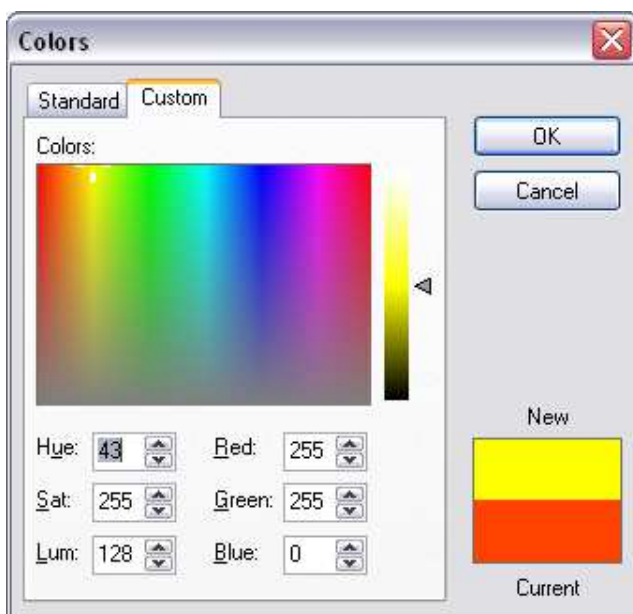 Colors
Standard Custom
Colors:
OK
Cancel
New
Hue: 43 Red: 255
Sat: 255 Green: 255
Lum: 128 Blue: 0
Current